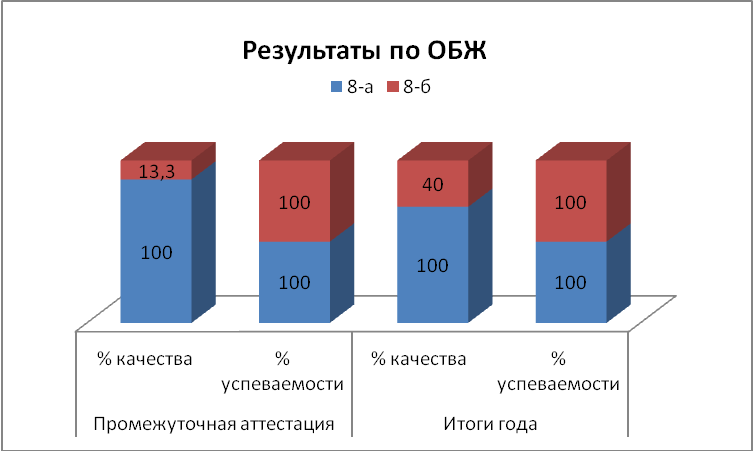 Результаты по ОБЖ
8-а 8-б
13,3 100 40 100
100 100 100 100
% качества % успеваемости % качества % успеваемости
Промежуточная аттестация Итоги года